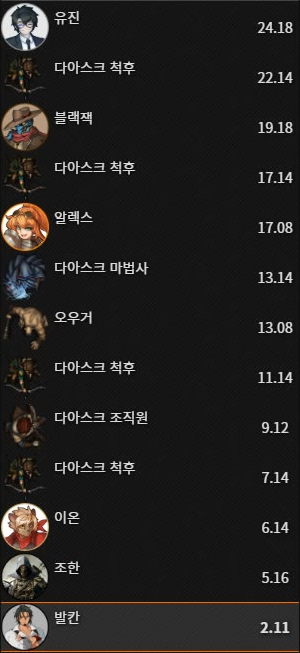 유진
24.18
다아스크 척후
22.14
블랙잭
19.18
다아스크 척후
17.14
알렉스
17.08
다아스크 마법사
13.14
오우거
13.08
다아스크 척후
11.14
다아스크 조직원
9.12
다아스크 척후
7.14
이온
6.14
조한
5.16
발칸
2.11